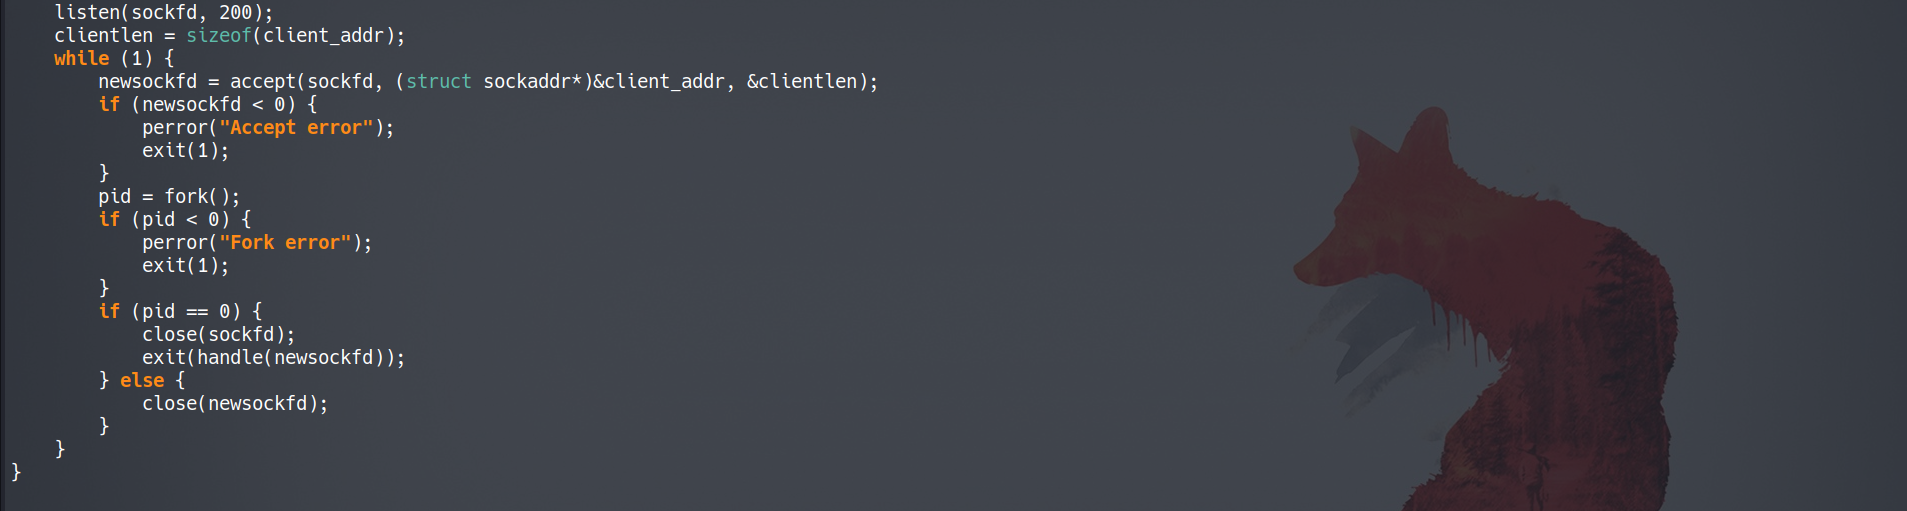 listen(sockfd, 200);
clientlen = sizeof(client_addr);
while (1) {
newsockfd = accept(sockfd, (struct sockaddr*)&client_addr, &clientlen);
if (newsockfd < 0) {
perror("Accept error");
exit(1);
}
pid = fork();
if (pid < 0) {
perror("Fork error");
exit(1);
}
if (pid == 0) {
close(sockfd);
exit(handle(newsockfd));
} else {
close(newsockfd);
}
}
}